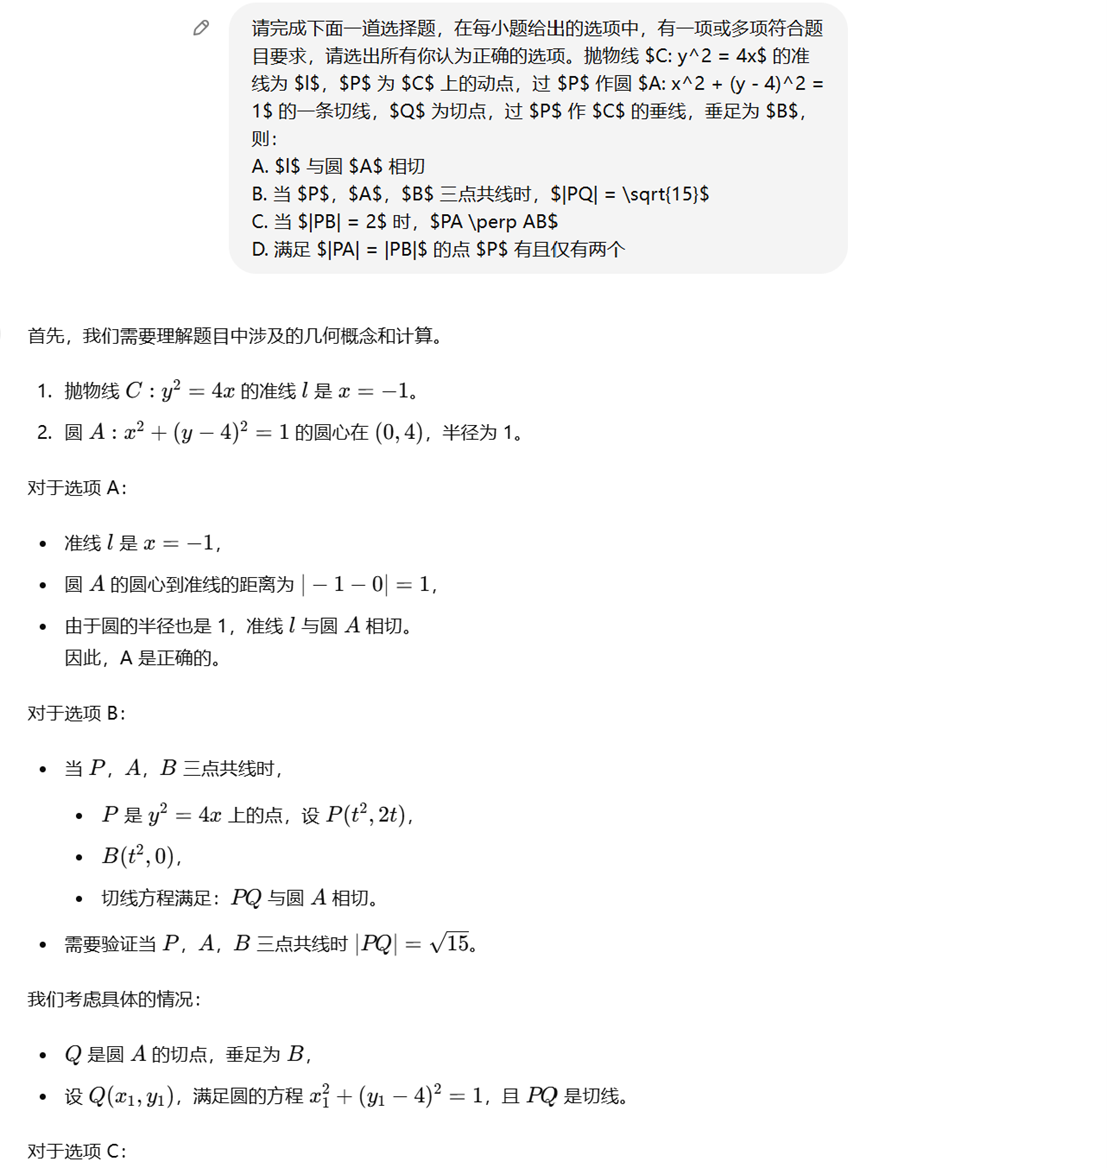 请完成下面一道选择题，在每小题给出的选项中，有一项或多项符合题
目要求，请选出所有你认为正确的选项。抛物线 $C: y^2 = 4x$ 的准
线为 $l$，$P$ 为 $C$ 上的动点，过 $P$ 作圆 $A: x^2 + (y - 4)^2 =
1$ 的一条切线，$Q$ 为切点，过 $P$ 作 $C$ 的垂线，垂足为 $B$，
则：
A. $l$ 与圆 $A$ 相切
B. 当 $P$，$A$，$B$ 三点共线时，$|PQ| = \sqrt{15}$
C. 当 $|PB| = 2$ 时，$PA \perp AB$
D. 满足 $|PA| = |PB|$ 的点 $P$ 有且仅有两个
首先，我们需要理解题目中涉及的几何概念和计算。
1. 抛物线 C : y² = 4x 的准线 l 是 x = −1。
2. 圆 A : x² + (y − 4)² = 1 的圆心在 (0, 4)，半径为 1。
对于选项 A：
• 准线 l 是 x = −1，
• 圆 A 的圆心到准线的距离为 | − 1 − 0| = 1，
• 由于圆的半径也是 1，准线 l 与圆 A 相切。
因此，A 是正确的。
对于选项 B：
• 当 P，A，B 三点共线时，
• P 是 y² = 4x 上的点，设 P(t², 2t)，
• B(t², 0)，
• 切线方程满足：PQ 与圆 A 相切。
• 需要验证当 P，A，B 三点共线时 |PQ| = √15。
我们考虑具体的情况：
• Q 是圆 A 的切点，垂足为 B，
• 设 Q(x₁, y₁)，满足圆的方程 x₁² + (y₁ − 4)² = 1，且 PQ 是切线。
对于选项 C：